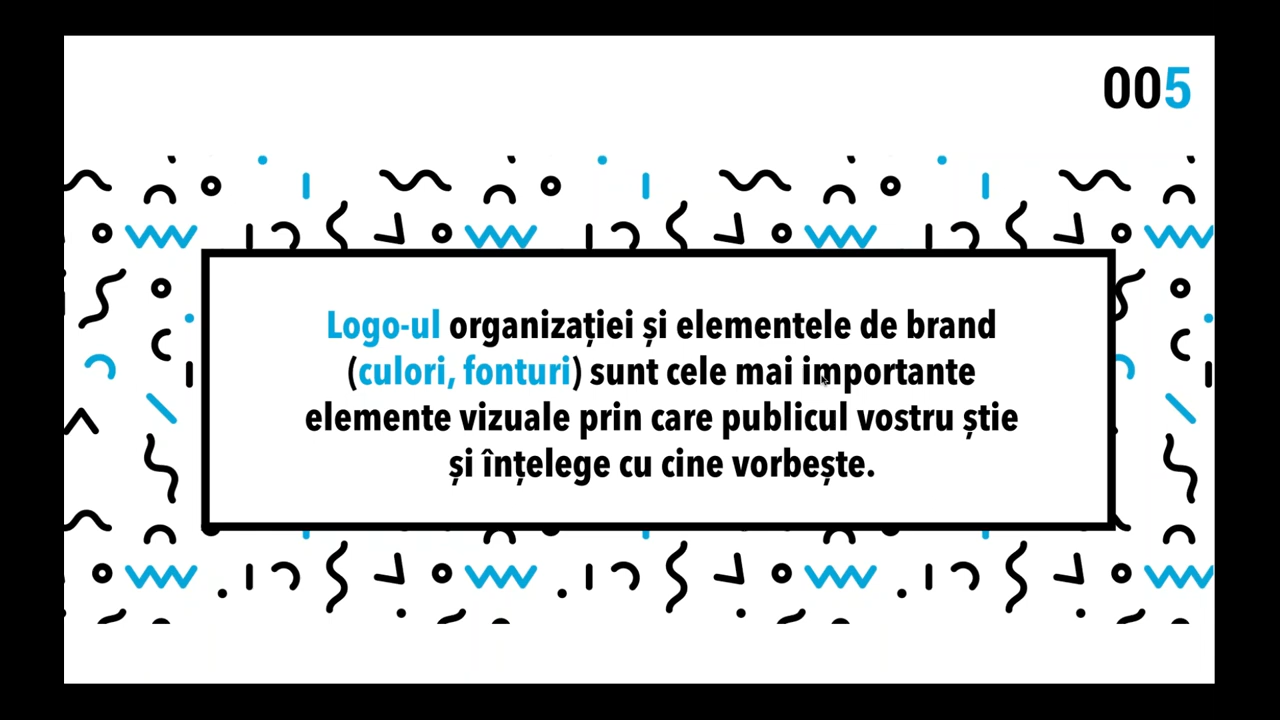 005
Logo-ul organizației și elementele de brand
(culori, fonturi) sunt cele mai importante
elemente vizuale prin care publicul vostru știe
și înțelege cu cine vorbește.